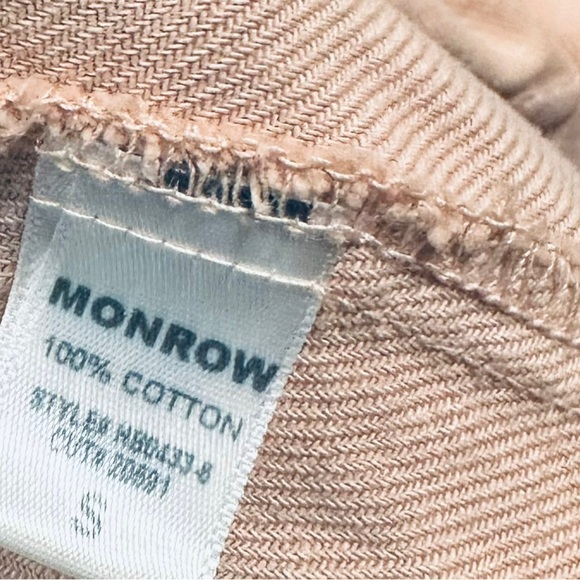 MONROW
100% COTTON
STYLE# HB0433-8
CUT# 20691
S